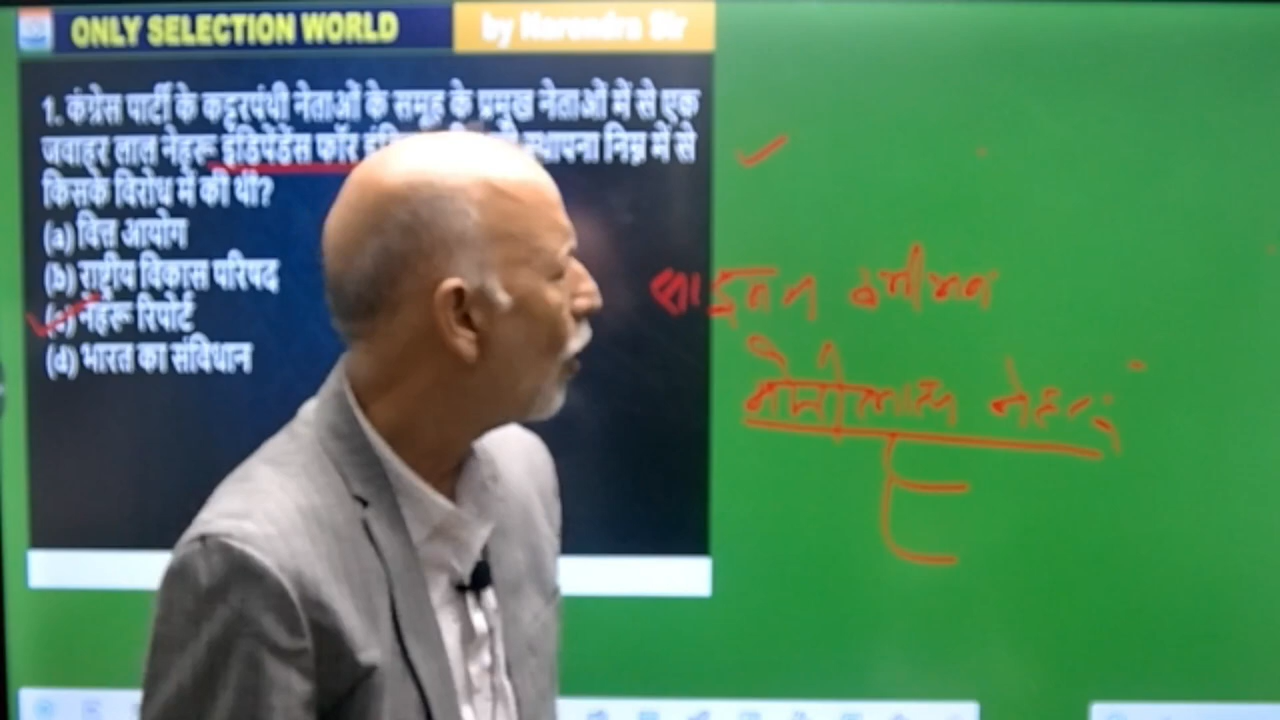 ONLY SELECTION WORLD by Narendra Sir
1. कंग्रेस पार्टी के कट्टरपंथी नेताओं के समूह के प्रमुख नेताओं में से एक
जवाहर लाल नेहरू इंडिपेंडेंस फॉर स्थापना निम्न में से
किसके विरोध में की थी?
(a) वित्त आयोग
(b) राष्ट्रीय विकास परिषद
(c) नेहरू रिपोर्ट
(d) भारत का संविधान
साइमन कमीशन
मोतीलाल नेहरू